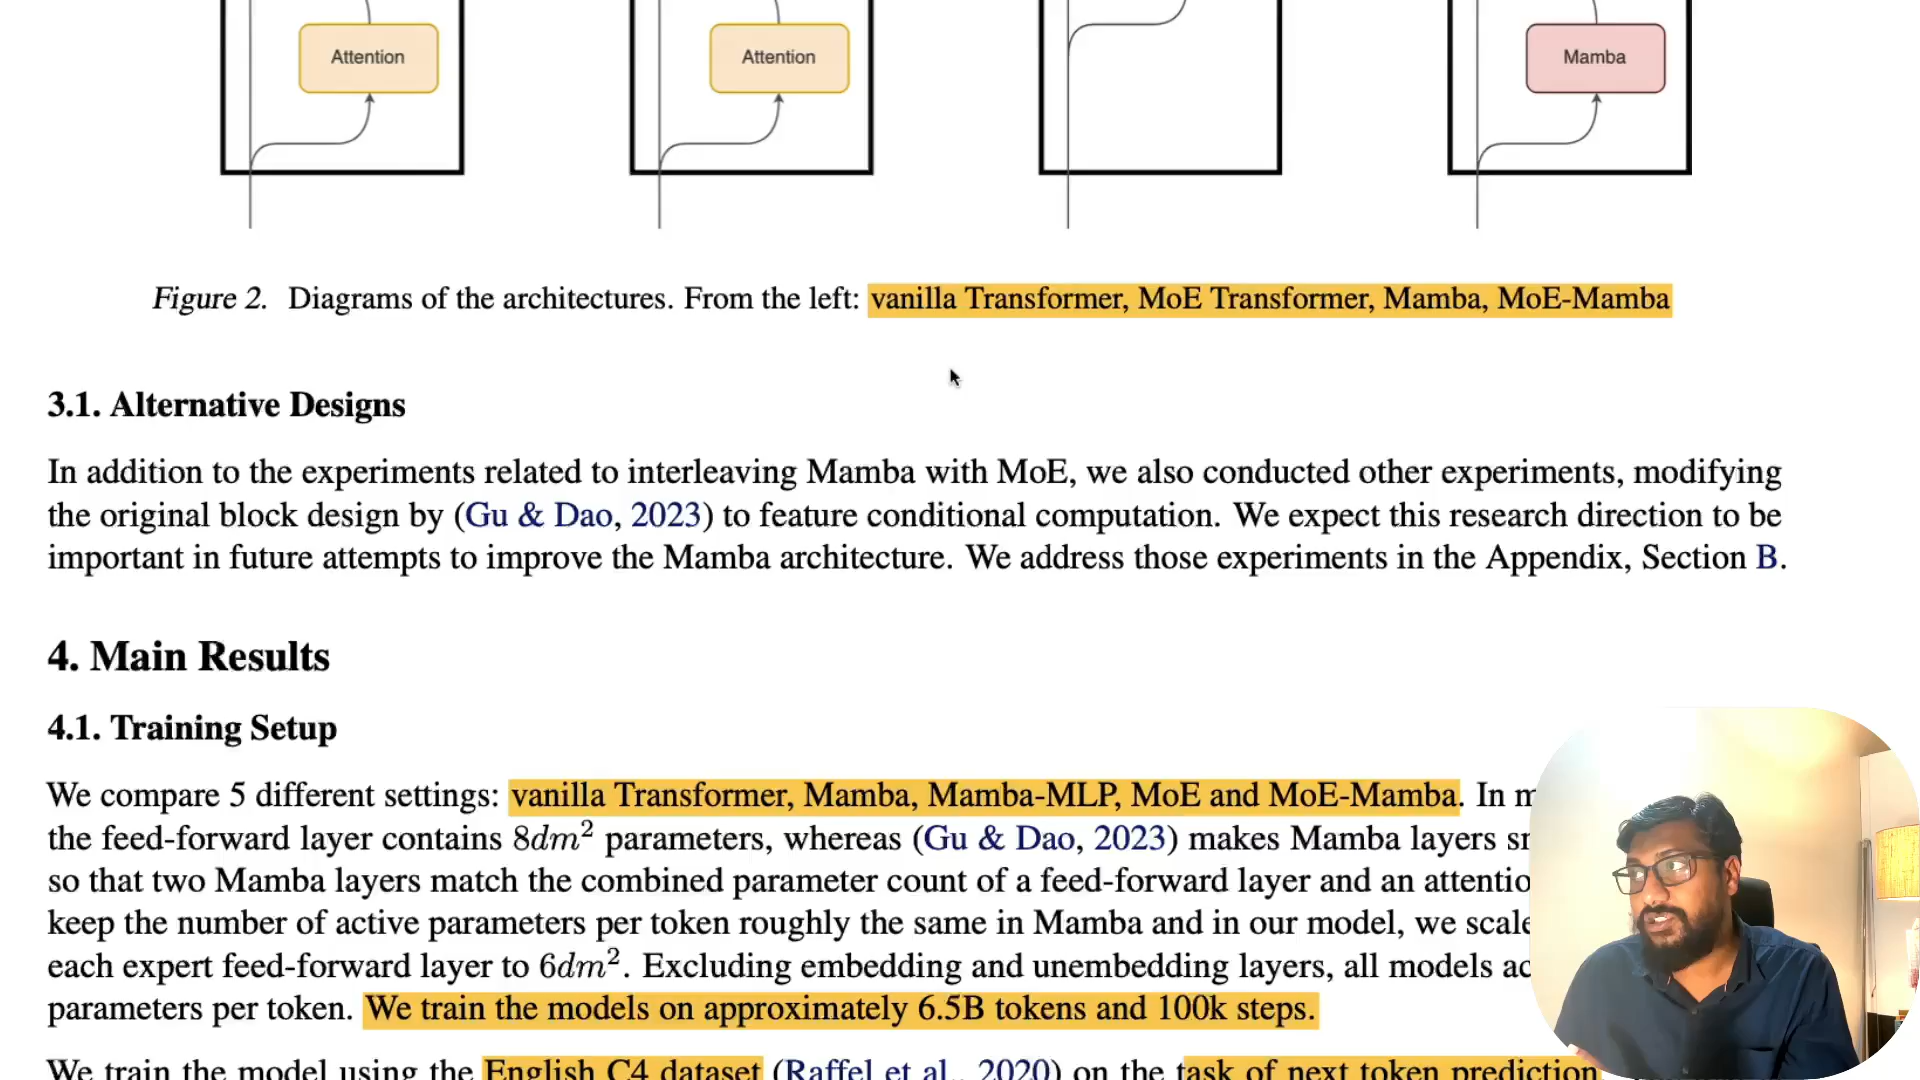 Attention
Attention
Mamba
Figure 2. Diagrams of the architectures. From the left: vanilla Transformer, MoE Transformer, Mamba, MoE-Mamba
3.1. Alternative Designs
In addition to the experiments related to interleaving Mamba with MoE, we also conducted other experiments, modifying
the original block design by (Gu & Dao, 2023) to feature conditional computation. We expect this research direction to be
important in future attempts to improve the Mamba architecture. We address those experiments in the Appendix, Section B.
4. Main Results
4.1. Training Setup
We compare 5 different settings: vanilla Transformer, Mamba, Mamba-MLP, MoE and MoE-Mamba. In
the feed-forward layer contains 8dm² parameters, whereas (Gu & Dao, 2023) makes Mamba layers
so that two Mamba layers match the combined parameter count of a feed-forward layer and an
keep the number of active parameters per token roughly the same in Mamba and in our model, we
each expert feed-forward layer to 6dm². Excluding embedding and unembedding layers, all models
parameters per token. We train the models on approximately 6.5B tokens and 100k steps.
We train the model using the English C4 dataset (Raffel et al., 2020) on the task of next token prediction